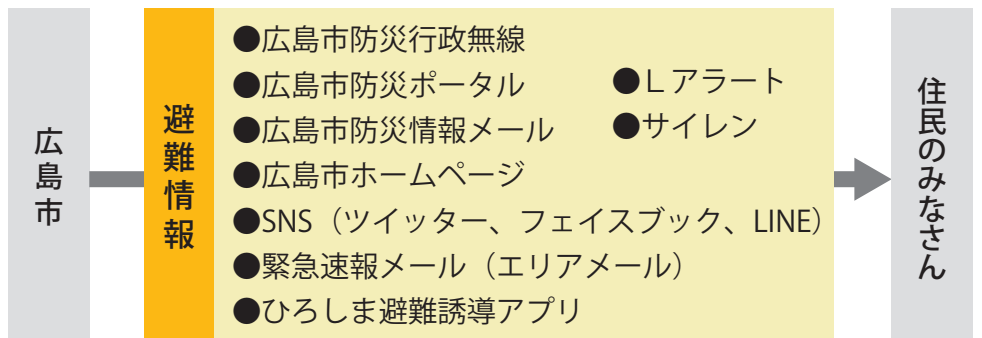 広島市
避難情報
●広島市防災行政無線
●広島市防災ポータル
●Lアラート
●広島市防災情報メール
●サイレン
●広島市ホームページ
●SNS（ツイッター、フェイスブック、LINE）
●緊急速報メール（エリアメール）
●ひろしま避難誘導アプリ
住民のみなさん